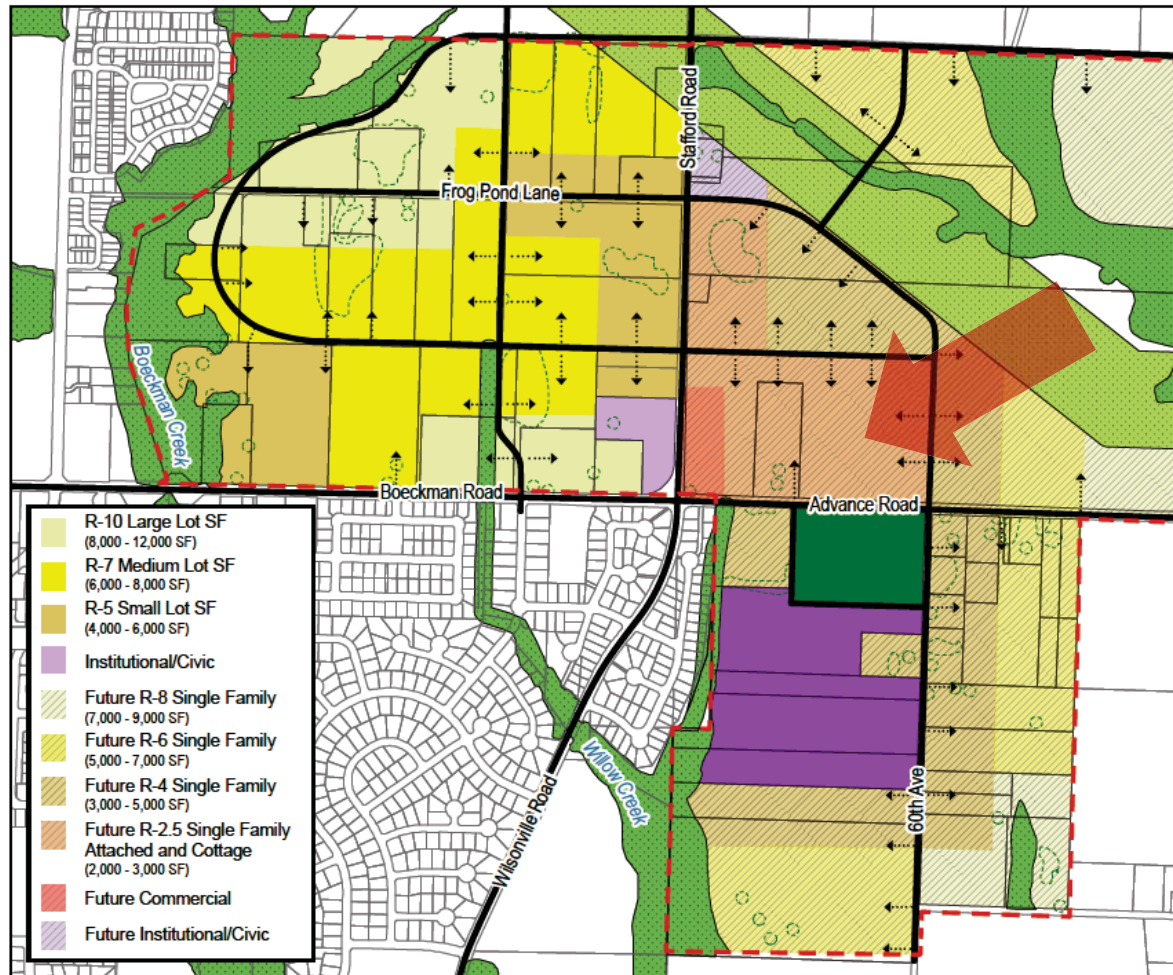 Stafford Road
Frog Pond Lane
Boeckman Creek
Boeckman Road
Advance Road
R-10 Large Lot SF
(8,000 - 12,000 SF)
R-7 Medium Lot SF
(6,000 - 8,000 SF)
R-5 Small Lot SF
(4,000 - 6,000 SF)
Institutional/Civic
Future R-8 Single Family
(7,000 - 9,000 SF)
Future R-6 Single Family
(5,000 - 7,000 SF)
Future R-4 Single Family
(3,000 - 5,000 SF)
Future R-2.5 Single Family
Attached and Cottage
(2,000 - 3,000 SF)
Future Commercial
Future Institutional/Civic
Willow Creek
Wilsonville Road
60th Ave